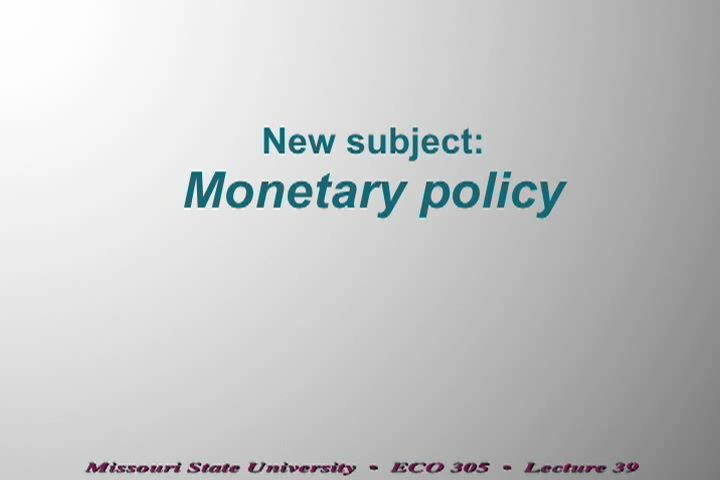 New subject:
Monetary policy
Missouri State University • ECO 305 • Lecture 39